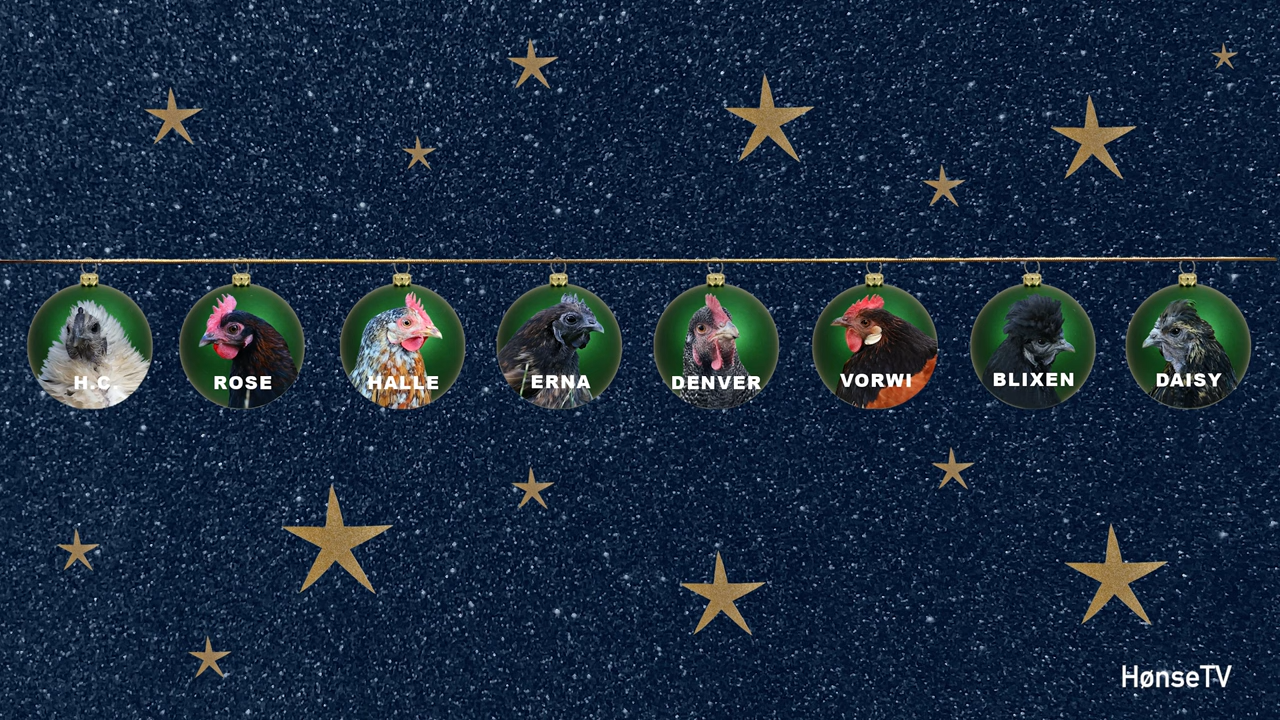 H.C.
ROSE
HALLE
ERNA
DENVER
VORWI
BLIXEN
DAISY
HønseTV